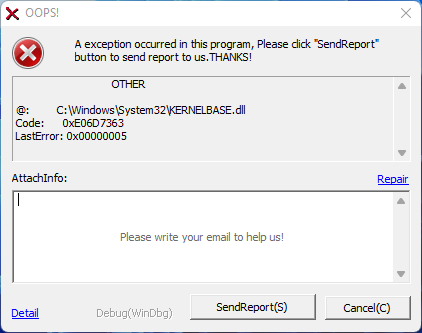 OOPS!
A exception occurred in this program, Please click "SendReport"
button to send report to us.THANKS!
OTHER
@: C:\Windows\System32\KERNELBASE.dll
Code: 0xE06D7363
LastError: 0x00000005
AttachInfo:
Repair
Please write your email to help us!
Detail
Debug(WinDbg)
SendReport(S)
Cancel(C)